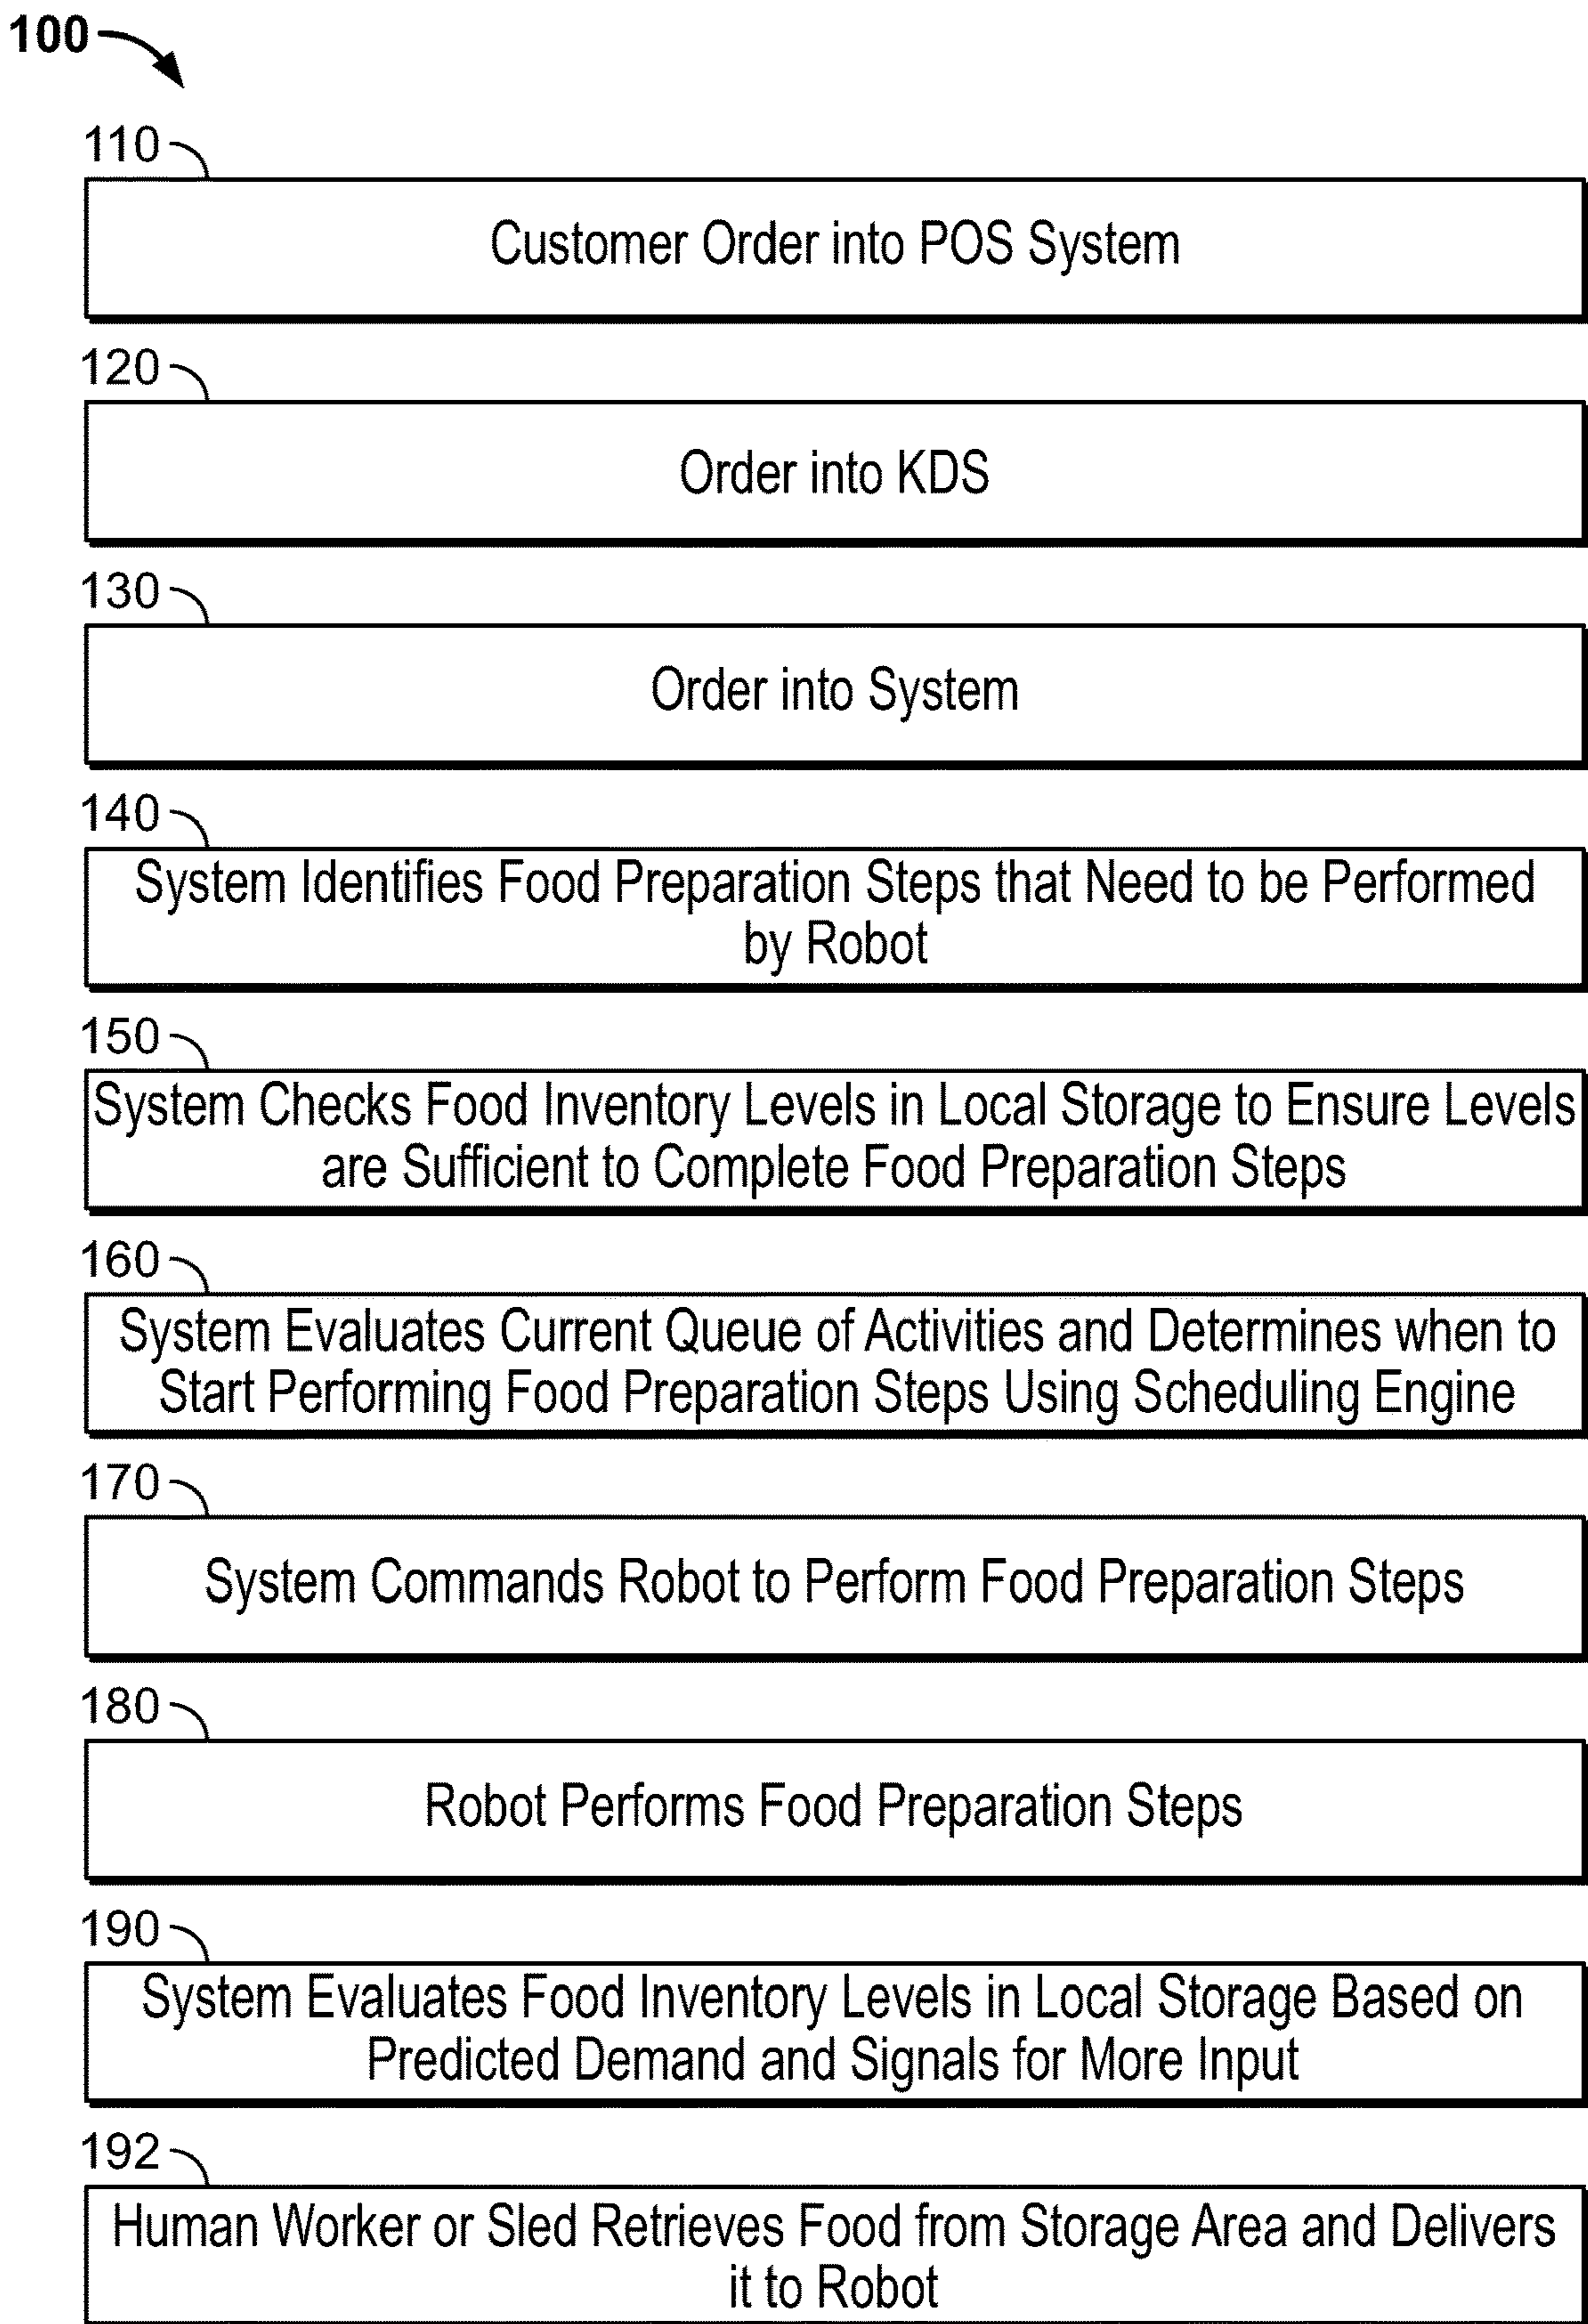 100
110
Customer Order into POS System
120
Order into KDS
130
Order into System
140
System Identifies Food Preparation Steps that Need to be Performed
by Robot
150
System Checks Food Inventory Levels in Local Storage to Ensure Levels
are Sufficient to Complete Food Preparation Steps
160
System Evaluates Current Queue of Activities and Determines when to
Start Performing Food Preparation Steps Using Scheduling Engine
170
System Commands Robot to Perform Food Preparation Steps
180
Robot Performs Food Preparation Steps
190
System Evaluates Food Inventory Levels in Local Storage Based on
Predicted Demand and Signals for More Input
192
Human Worker or Sled Retrieves Food from Storage Area and Delivers
it to Robot